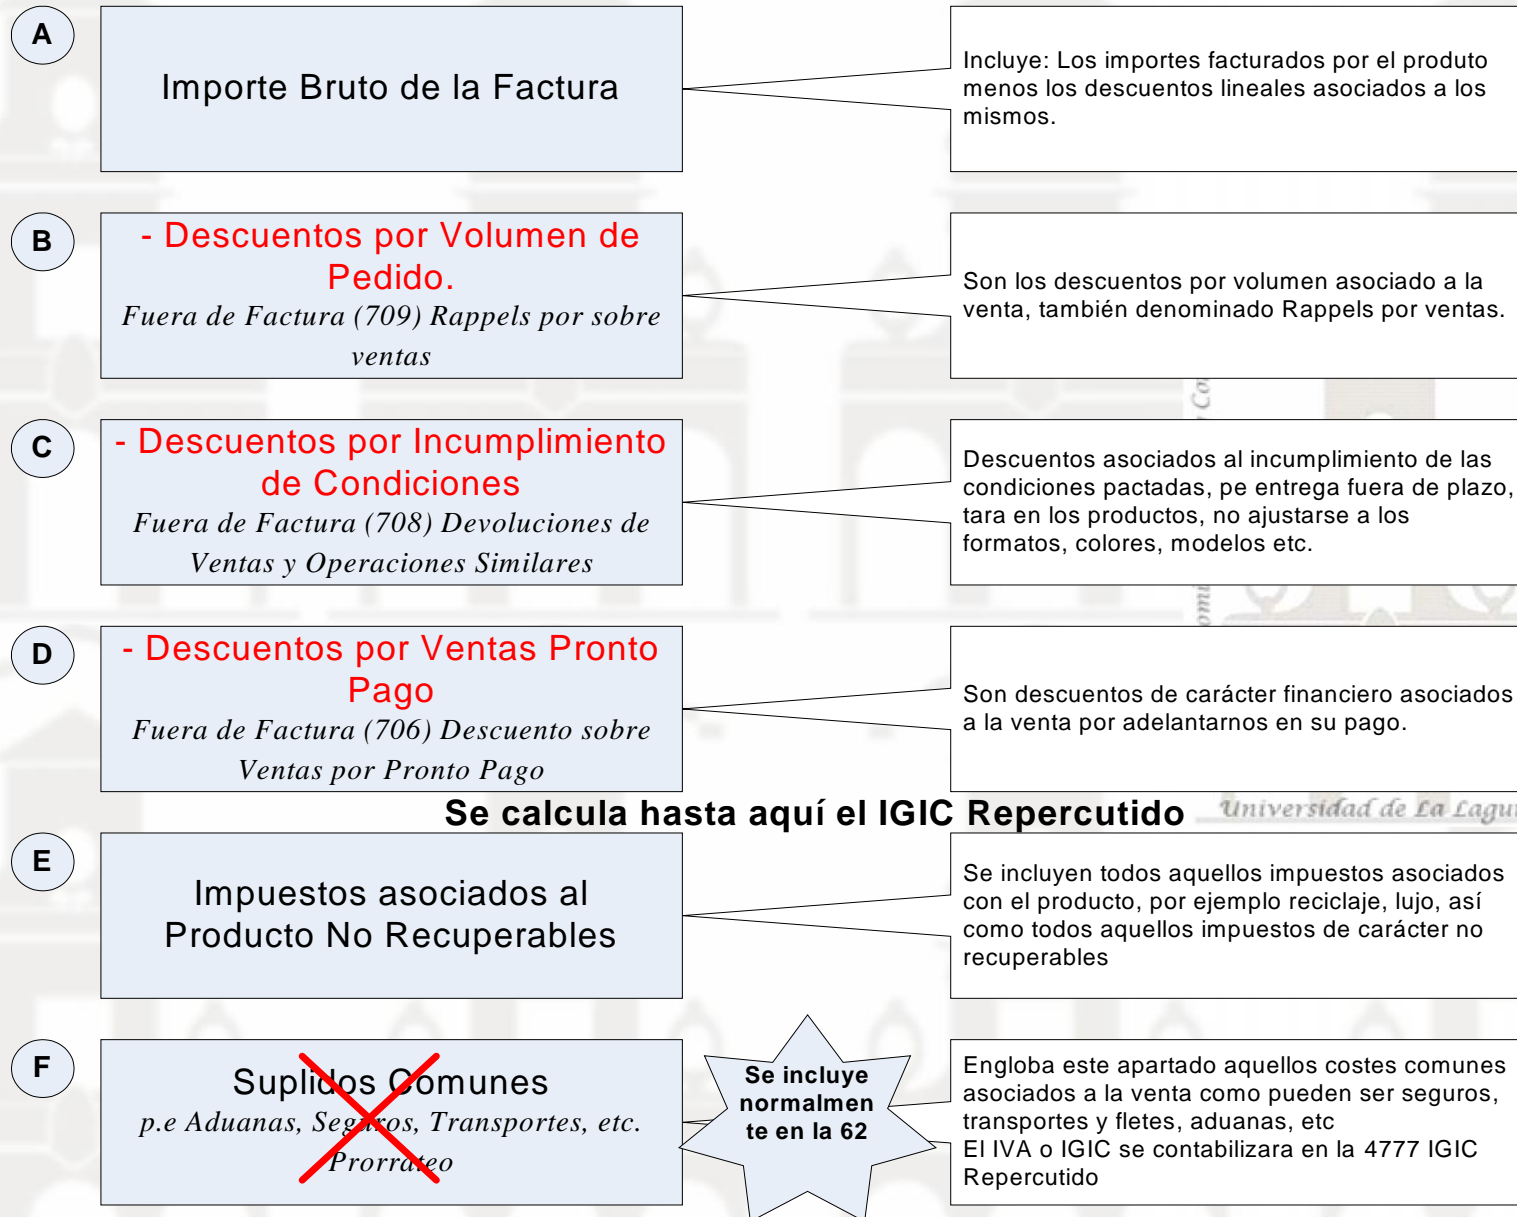 A
Importe Bruto de la Factura
Incluye: Los importes facturados por el produto
menos los descuentos lineales asociados a los
mismos.
B
- Descuentos por Volumen de
Pedido.
Fuera de Factura (709) Rappels por sobre
ventas
Son los descuentos por volumen asociado a la
venta, también denominado Rappels por ventas.
C
- Descuentos por Incumplimiento
de Condiciones
Fuera de Factura (708) Devoluciones de
Ventas y Operaciones Similares
Descuentos asociados al incumplimiento de las
condiciones pactadas, pe entrega fuera de plazo,
tara en los productos, no ajustarse a los
formatos, colores, modelos etc.
D
- Descuentos por Ventas Pronto
Pago
Fuera de Factura (706) Descuento sobre
Ventas por Pronto Pago
Son descuentos de carácter financiero asociados
a la venta por adelantarnos en su pago.
Se calcula hasta aquí el IGIC Repercutido
Universidad de La
E
Impuestos asociados al
Producto No Recuperables
Se incluyen todos aquellos impuestos asociados
con el producto, por ejemplo reciclaje, lujo, así
como todos aquellos impuestos de carácter no
recuperables
F
Suplidos Comunes
p.e Aduanas, Seguros, Transportes, etc.
Prorrateo
Se incluye
normalmen
te en la 62
Engloba este apartado aquellos costes comunes
asociados a la venta como pueden ser seguros,
transportes y fletes, aduanas, etc
El IVA o IGIC se contabilizara en la 4777 IGIC
Repercutido